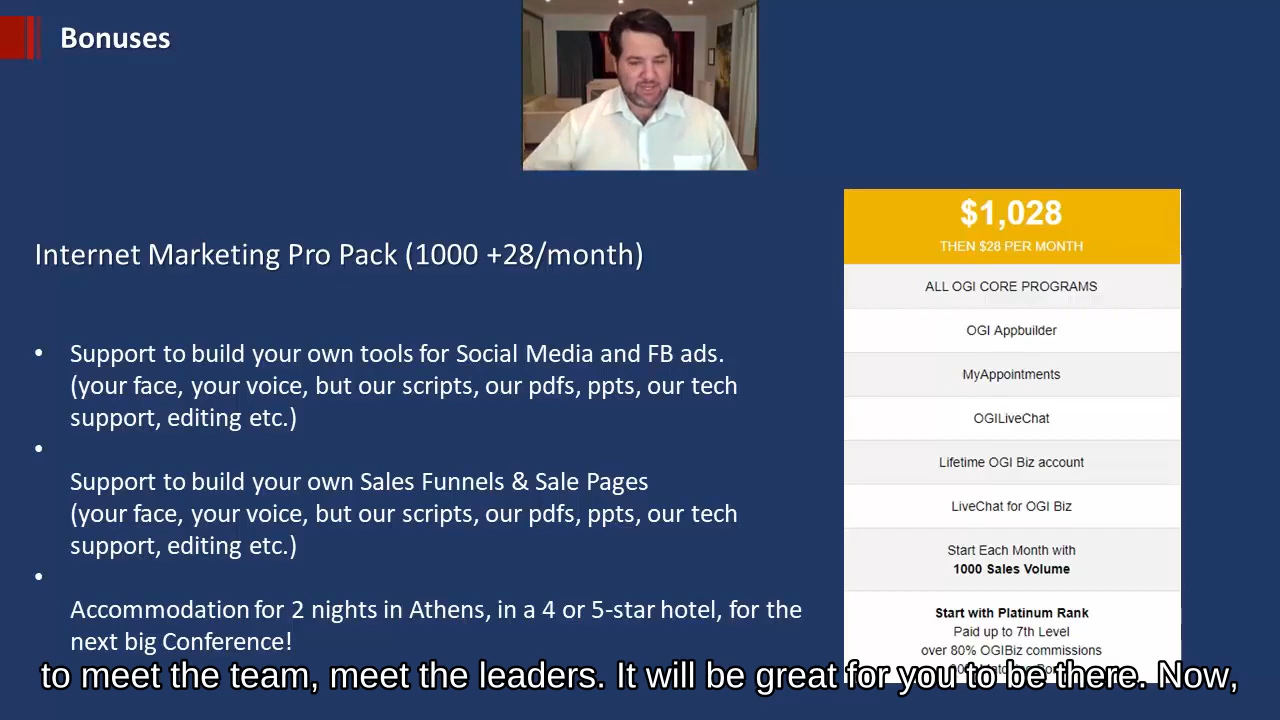 Bonuses
Internet Marketing Pro Pack (1000 +28/month)
• Support to build your own tools for Social Media and FB ads.
(your face, your voice, but our scripts, our pdfs, ppts, our tech
support, editing etc.)
•
Support to build your own Sales Funnels & Sale Pages
(your face, your voice, but our scripts, our pdfs, ppts, our tech
support, editing etc.)
•
Accommodation for 2 nights in Athens, in a 4 or 5-star hotel, for the
next big Conference!
$1,028
THEN $28 PER MONTH
ALL OGI CORE PROGRAMS
OGI Appbuilder
MyAppointments
OGILiveChat
Lifetime OGI Biz account
LiveChat for OGI Biz
Start Each Month with
1000 Sales Volume
Start with Platinum Rank
Paid up to 7th Level
over 80% OGIBiz commissions
to meet the team, meet the leaders. It will be great for you to be there. Now,